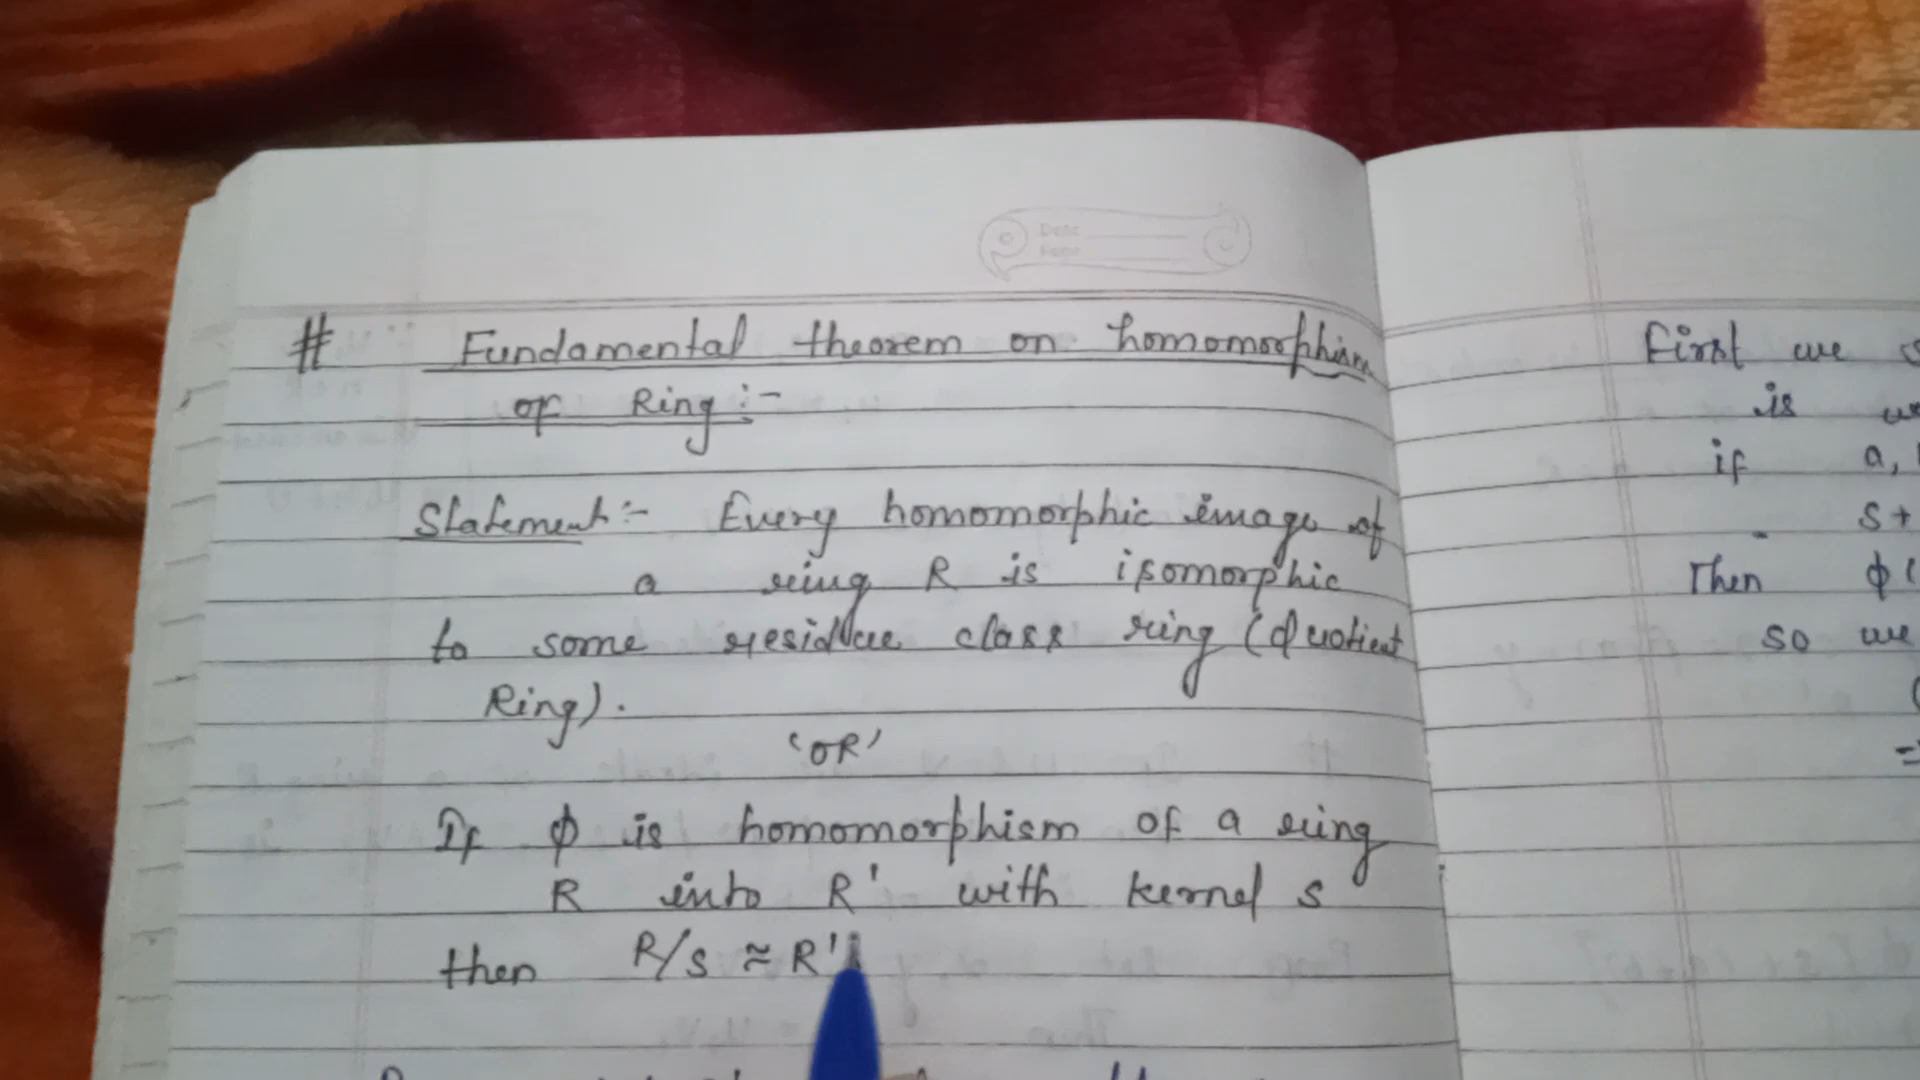 Date
Page
# Fundamental theorem on homomorphism
of Ring :-
Statement :- Every homomorphic image of
a ring R is isomorphic
to some residue class ring (Quotient
Ring).
'OR'
If ϕ is homomorphism of a ring
R into R' with kernel s
then R/s ≈ R'
First we
is
if a,
s+
Then ϕ(
so we
(